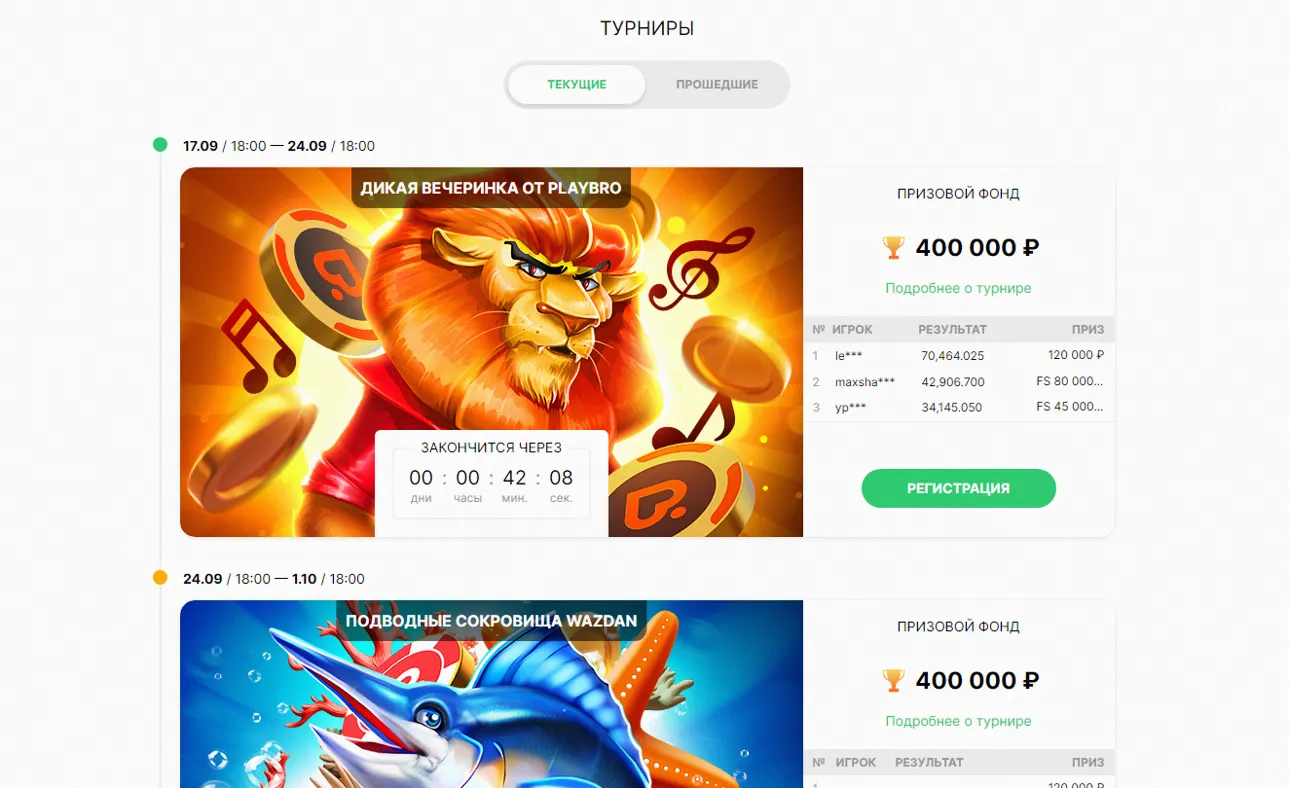 ТУРНИРЫ
ТЕКУЩИЕ ПРОШЕДШИЕ
17.09 / 18:00 — 24.09 / 18:00
ДИКАЯ ВЕЧЕРИНКА ОТ PLAYBRO
ПРИЗОВОЙ ФОНД
400 000 ₽
Подробнее о турнире
№ ИГРОК РЕЗУЛЬТАТ ПРИЗ
1 le*** 70,464.025 120 000 ₽
2 maxsha*** 42,906.700 FS 80 000...
3 yp*** 34,145.050 FS 45 000...
ЗАКОНЧИТСЯ ЧЕРЕЗ
00 : 00 : 42 : 08
дни часы мин. сек.
РЕГИСТРАЦИЯ
24.09 / 18:00 — 1.10 / 18:00
ПОДВОДНЫЕ СОКРОВИЩА WAZDAN
ПРИЗОВОЙ ФОНД
400 000 ₽
Подробнее о турнире
№ ИГРОК РЕЗУЛЬТАТ ПРИЗ
1 120 000 ₽